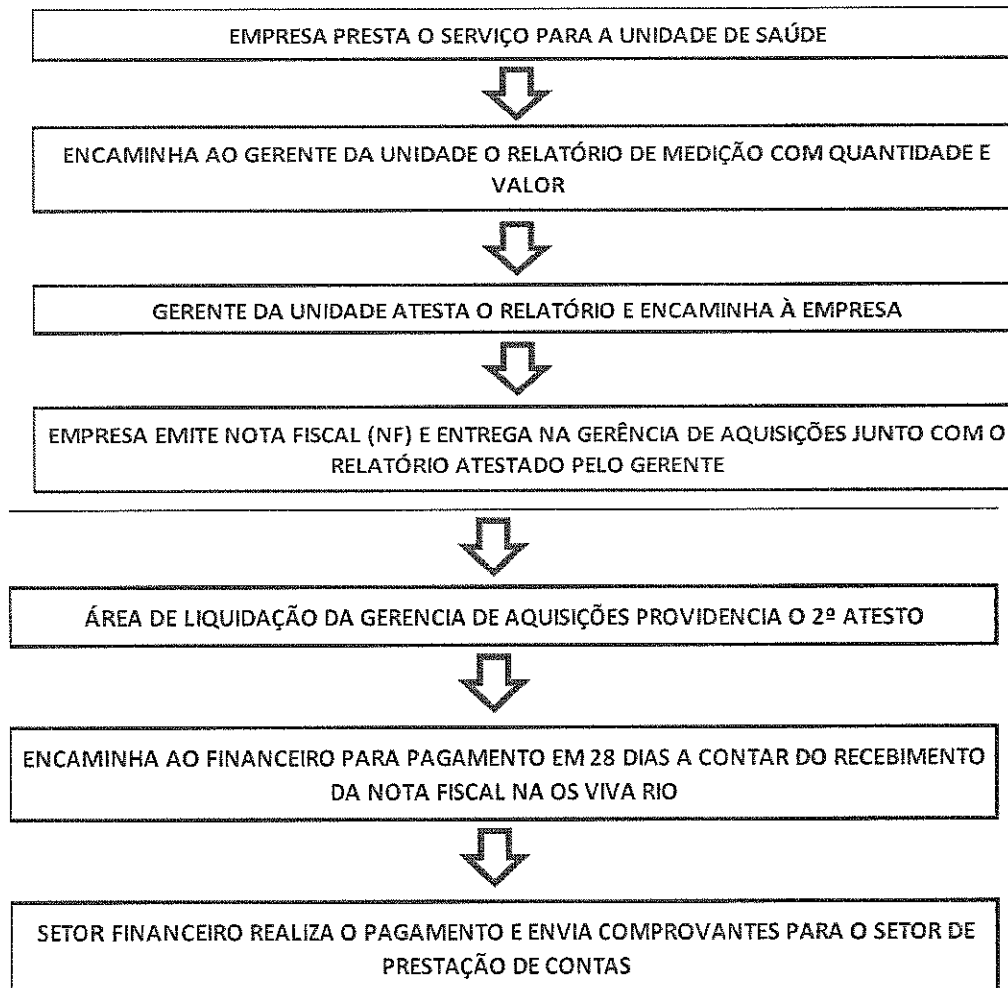 EMPRESA PRESTA O SERVIÇO PARA A UNIDADE DE SAÚDE
ENCAMINHA AO GERENTE DA UNIDADE O RELATÓRIO DE MEDIÇÃO COM QUANTIDADE E
VALOR
GERENTE DA UNIDADE ATESTA O RELATÓRIO E ENCAMINHA À EMPRESA
EMPRESA EMITE NOTA FISCAL (NF) E ENTREGA NA GERÊNCIA DE AQUISIÇÕES JUNTO COM O
RELATÓRIO ATESTADO PELO GERENTE
ÁREA DE LIQUIDAÇÃO DA GERENCIA DE AQUISIÇÕES PROVIDENCIA O 2º ATESTO
ENCAMINHA AO FINANCEIRO PARA PAGAMENTO EM 28 DIAS A CONTAR DO RECEBIMENTO
DA NOTA FISCAL NA OS VIVA RIO
SETOR FINANCEIRO REALIZA O PAGAMENTO E ENVIA COMPROVANTES PARA O SETOR DE
PRESTAÇÃO DE CONTAS